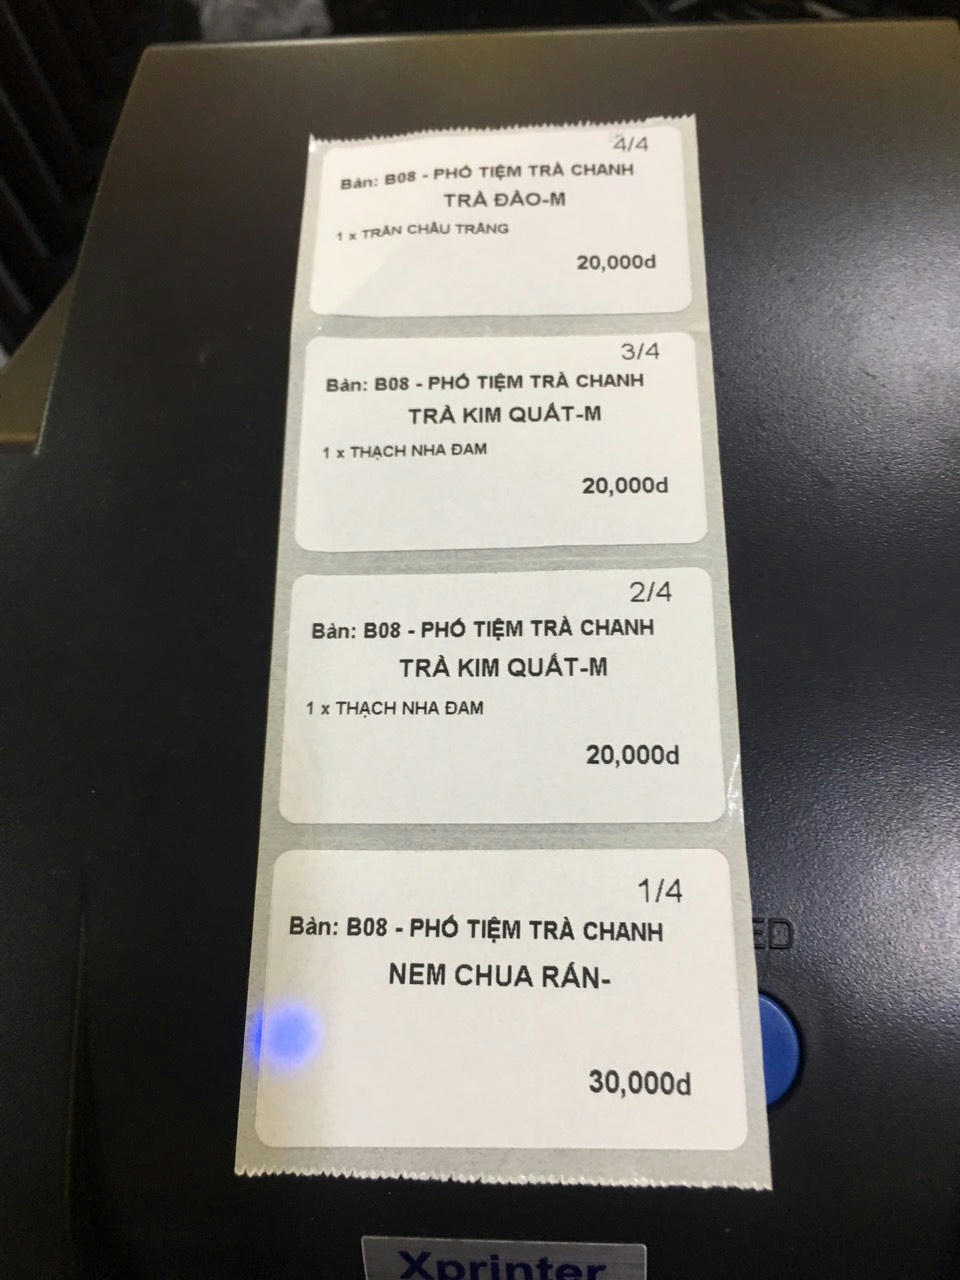 4/4
Bàn: B08 - PHỐ TIỆM TRÀ CHANH
TRÀ ĐÀO-M
1 x TRÂN CHÂU TRẮNG
20,000d
3/4
Bàn: B08 - PHỐ TIỆM TRÀ CHANH
TRÀ KIM QUẤT-M
1 x THẠCH NHA ĐAM
20,000d
2/4
Bàn: B08 - PHỐ TIỆM TRÀ CHANH
TRÀ KIM QUẤT-M
1 x THẠCH NHA ĐAM
20,000d
1/4
Bàn: B08 - PHỐ TIỆM TRÀ CHANH
NEM CHUA RÁN-
30,000d
Xprinter